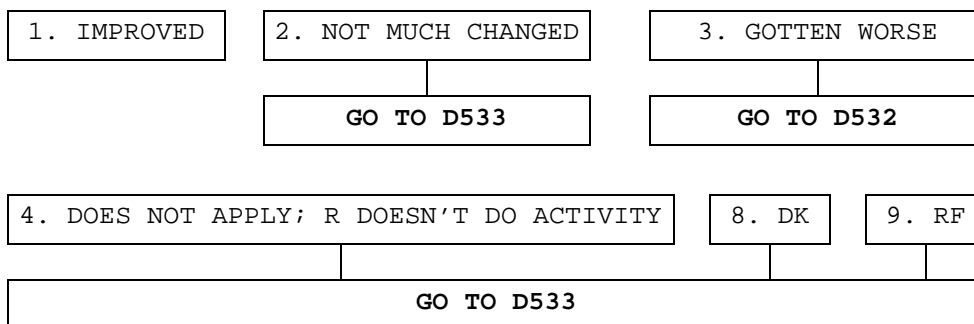 1. IMPROVED 2. NOT MUCH CHANGED 3. GOTTEN WORSE
GO TO D533 GO TO D532
4. DOES NOT APPLY; R DOESN'T DO ACTIVITY 8. DK 9. RF
GO TO D533